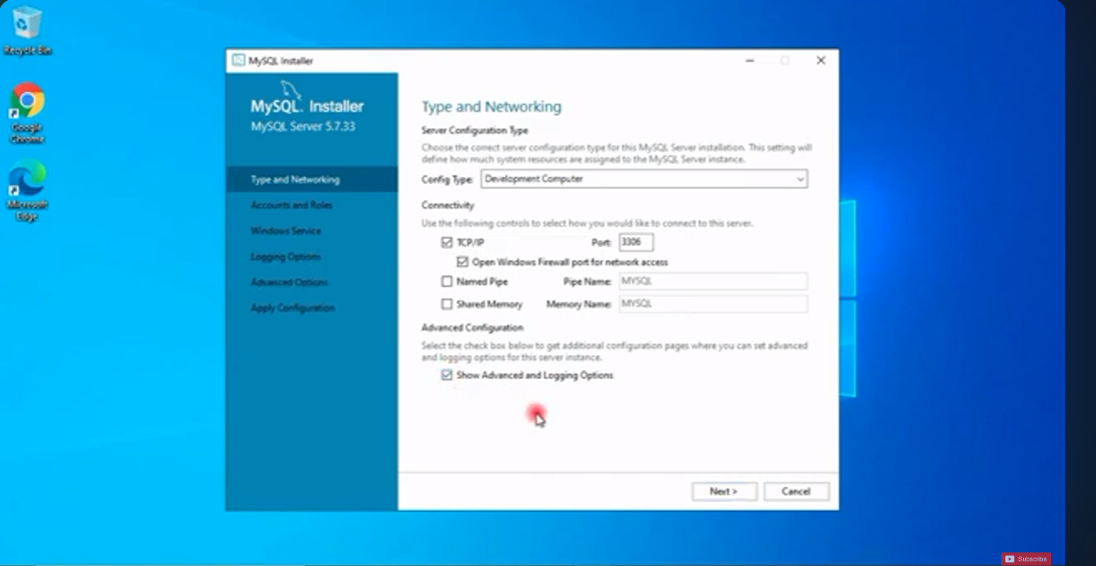 Recycle Bin
Google
Chrome
Microsoft
Edge
MySQL Installer
MySQL. Installer
MySQL Server 5.7.33
Type and Networking
Accounts and Roles
Windows Service
Logging Options
Advanced Options
Apply Configuration
Type and Networking
Server Configuration Type
Choose the correct server configuration type for this MySQL Server installation. This setting will
define how much system resources are assigned to the MySQL Server instance.
Config Type: Development Computer
Connectivity
Use the following controls to select how you would like to connect to this server.
TCP/IP Port: 3306
Open Windows Firewall port for network access
Named Pipe Pipe Name: MYSQL
Shared Memory Memory Name: MYSQL
Advanced Configuration
Select the check box below to get additional configuration pages where you can set advanced
and logging options for this server instance.
Show Advanced and Logging Options
Next > Cancel
Subscribe